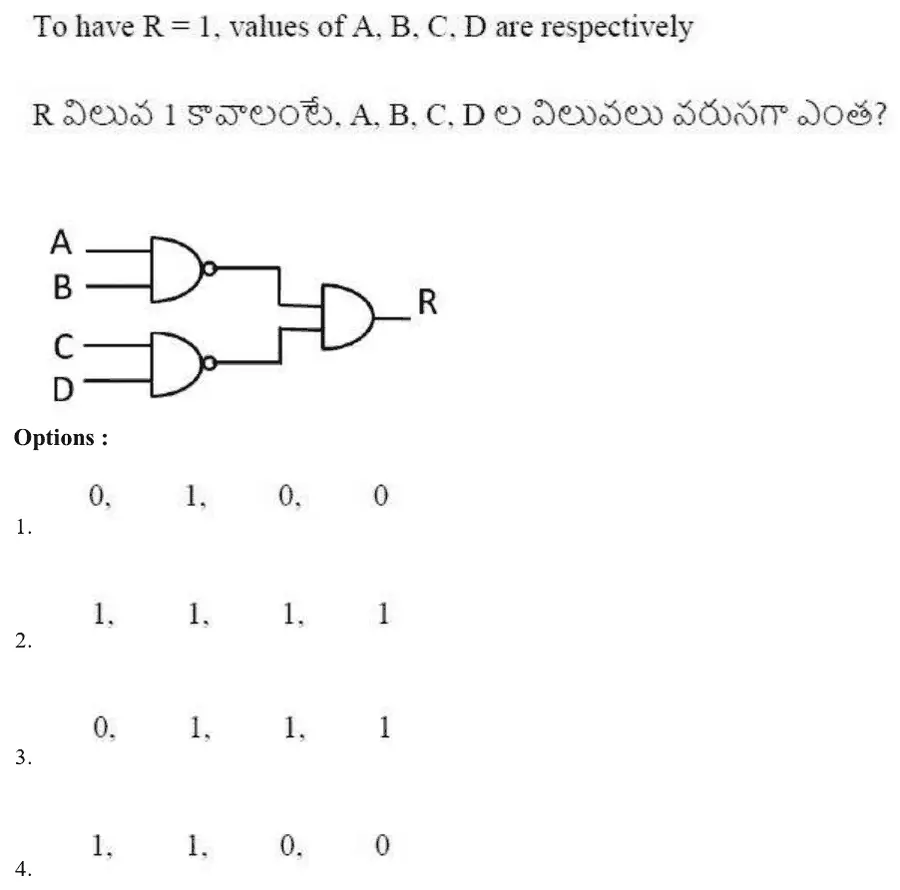 To have R = 1, values of A, B, C, D are respectively
R విలువ 1 కావాలంటే, A, B, C, D ల విలువలు వరుసగా ఎంత?
A
B
R
C
D
Options :
0, 1, 0, 0
1.
1, 1, 1, 1
2.
0, 1, 1, 1
3.
1, 1, 0, 0
4.